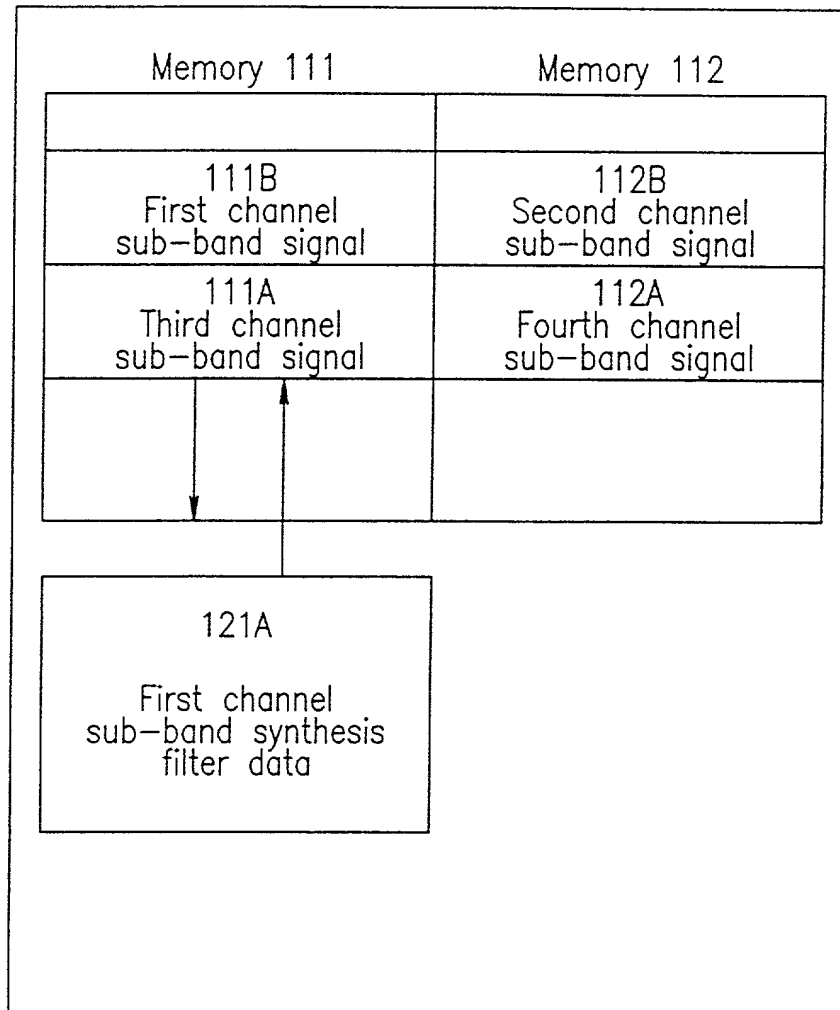 Memory 111
Memory 112
111B
First channel
sub-band signal
112B
Second channel
sub-band signal
111A
Third channel
sub-band signal
112A
Fourth channel
sub-band signal
121A
First channel
sub-band synthesis
filter data